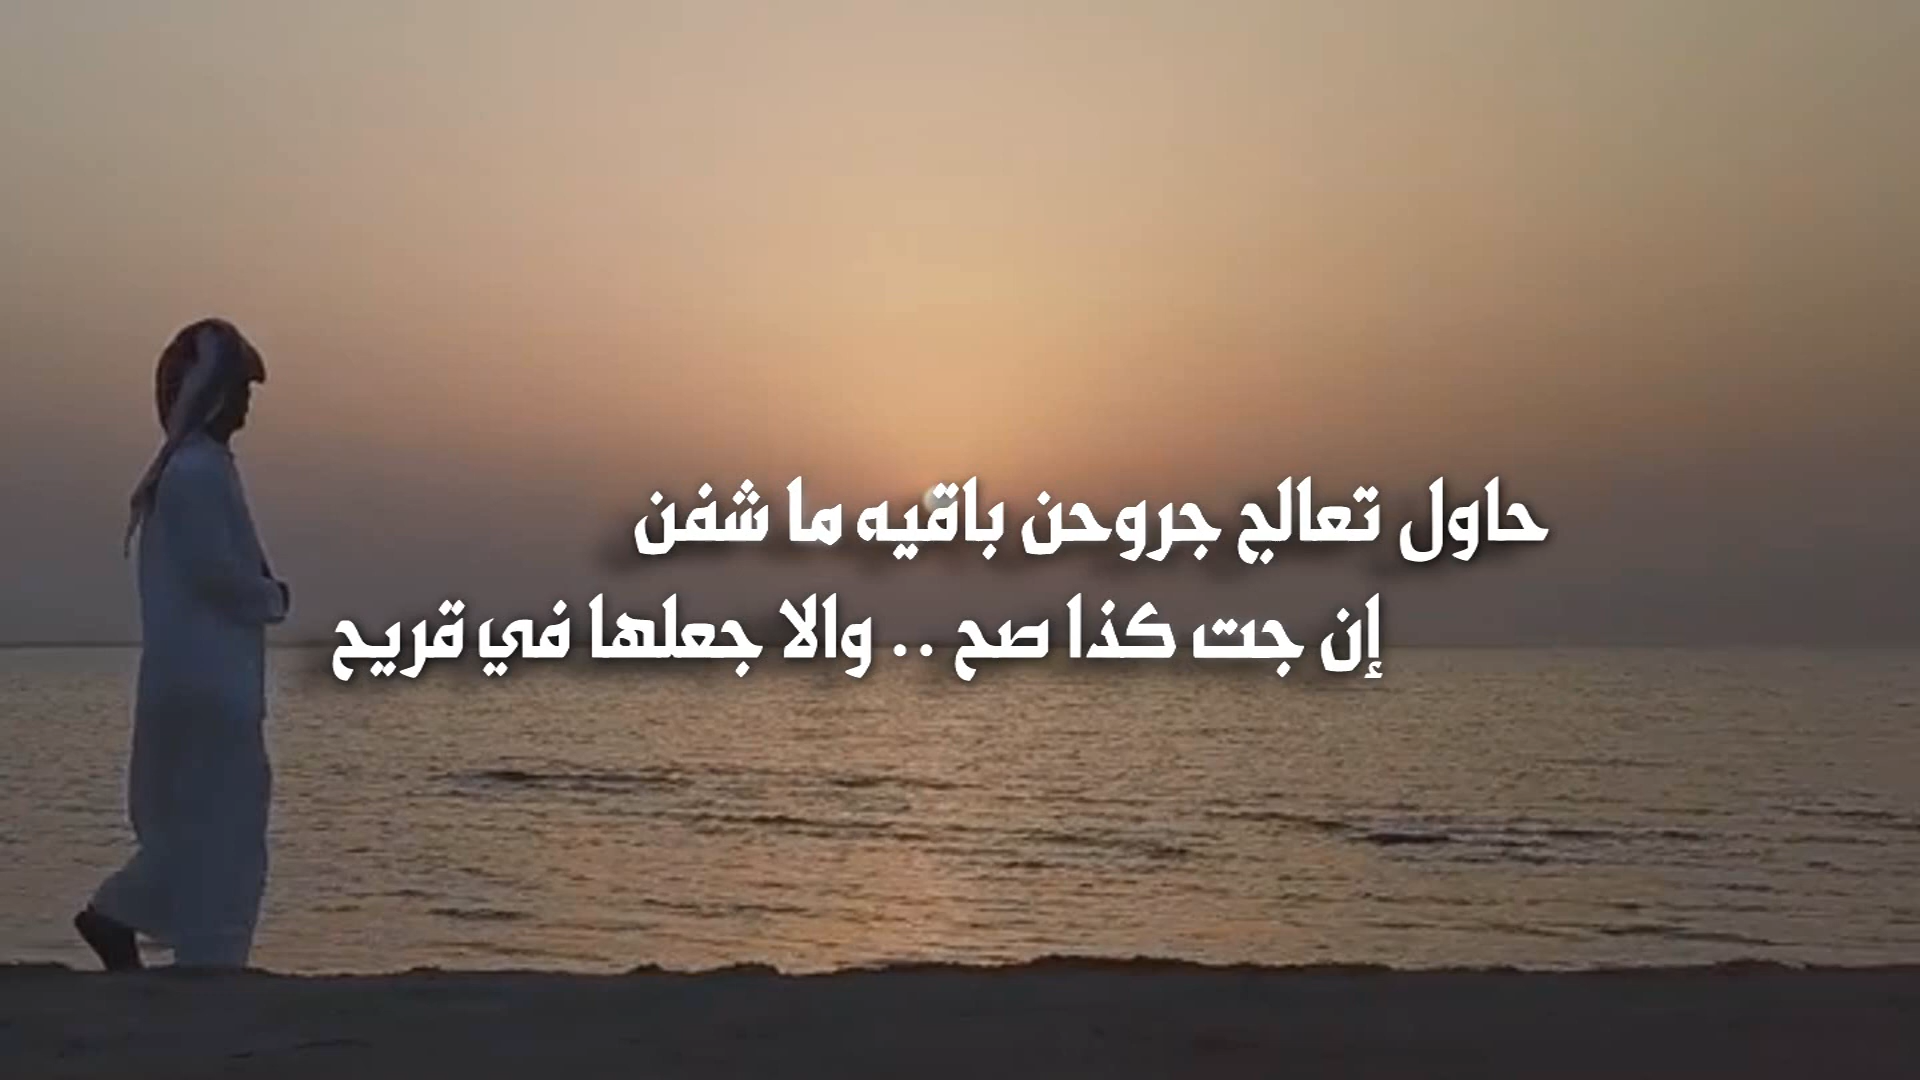 حاول تعالج جروحن باقيه ما شفن
إن جت كذا صح .. والا جعلها في قريح